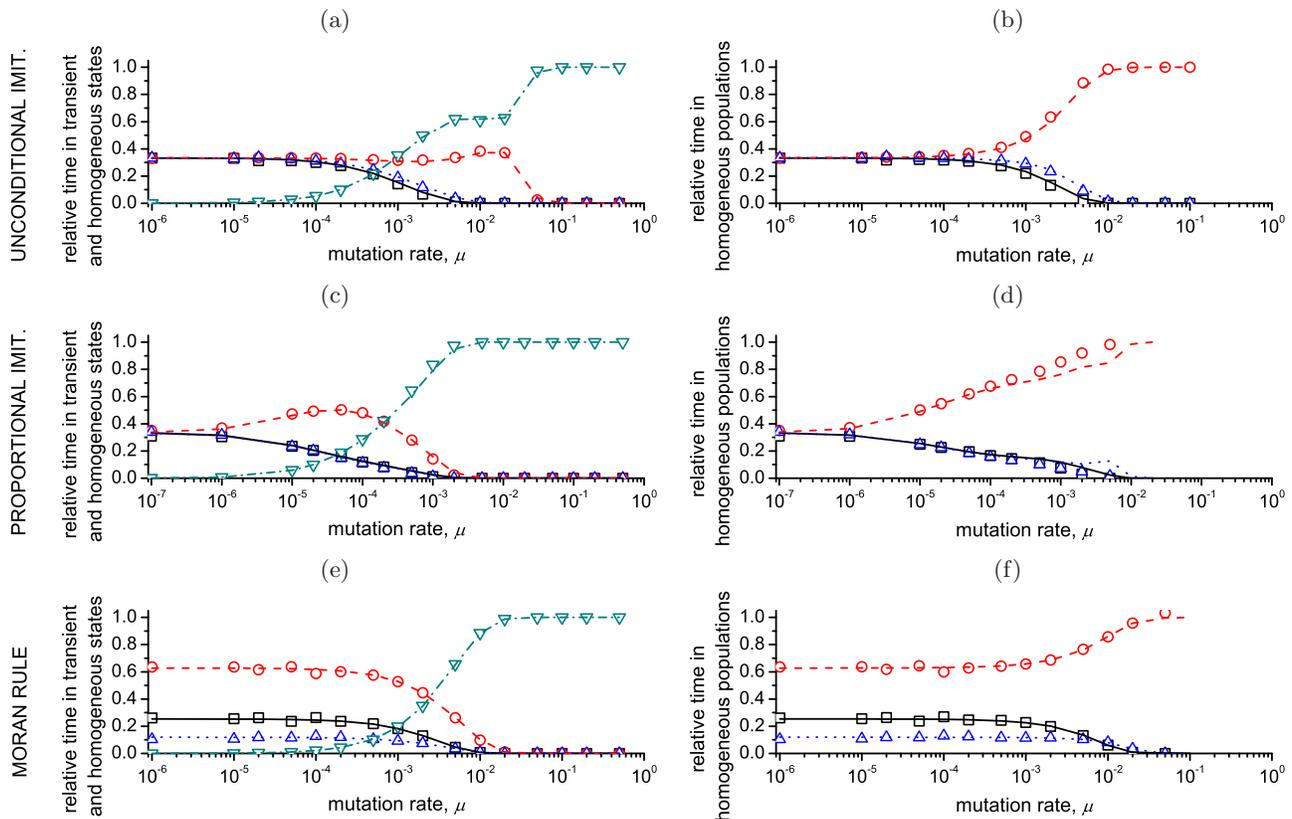 (a)
(b)
UNCONDITIONAL IMIT.
relative time in transient
and homogeneous states
1.0
0.8
0.6
0.4
0.2
0.0
10^-6 10^-5 10^-4 10^-3 10^-2 10^-1 10^0
mutation rate, μ
relative time in
homogeneous populations
1.0
0.8
0.6
0.4
0.2
0.0
10^-6 10^-5 10^-4 10^-3 10^-2 10^-1 10^0
mutation rate, μ
(c)
(d)
PROPORTIONAL IMIT.
relative time in transient
and homogeneous states
1.0
0.8
0.6
0.4
0.2
0.0
10^-7 10^-6 10^-5 10^-4 10^-3 10^-2 10^-1 10^0
mutation rate, μ
relative time in
homogeneous populations
1.0
0.8
0.6
0.4
0.2
0.0
10^-7 10^-6 10^-5 10^-4 10^-3 10^-2 10^-1 10^0
mutation rate, μ
(e)
(f)
MORAN RULE
relative time in transient
and homogeneous states
1.0
0.8
0.6
0.4
0.2
0.0
10^-6 10^-5 10^-4 10^-3 10^-2 10^-1 10^0
mutation rate, μ
relative time in
homogeneous populations
1.0
0.8
0.6
0.4
0.2
0.0
10^-6 10^-5 10^-4 10^-3 10^-2 10^-1 10^0
mutation rate, μ